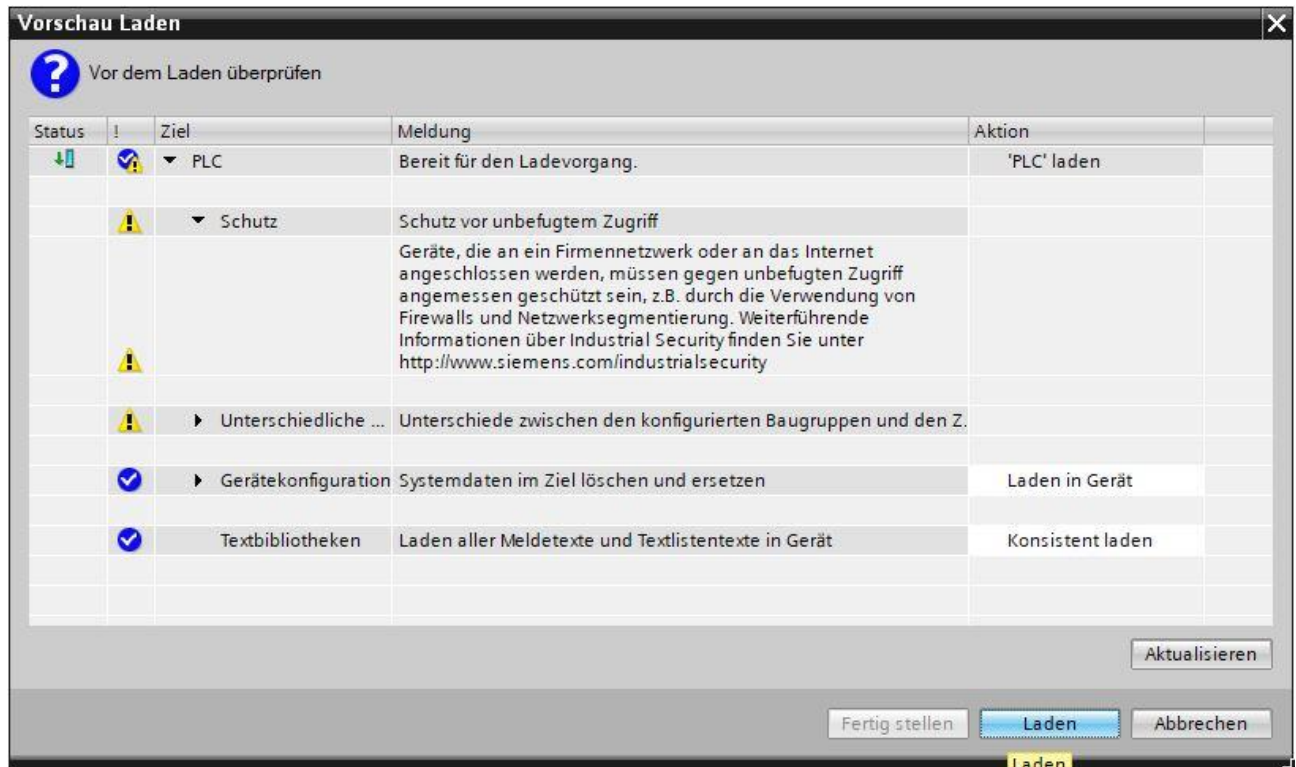 Vorschau Laden
Vor dem Laden überprüfen
Status ! Ziel Meldung Aktion
PLC Bereit für den Ladevorgang. 'PLC' laden
Schutz Schutz vor unbefugtem Zugriff
Geräte, die an ein Firmennetzwerk oder an das Internet
angeschlossen werden, müssen gegen unbefugten Zugriff
angemessen geschützt sein, z.B. durch die Verwendung von
Firewalls und Netzwerksegmentierung. Weiterführende
Informationen über Industrial Security finden Sie unter
http://www.siemens.com/industrialsecurity
Unterschiedliche ... Unterschiede zwischen den konfigurierten Baugruppen und den Z.
Gerätekonfiguration Systemdaten im Ziel löschen und ersetzen Laden in Gerät
Textbibliotheken Laden aller Meldetexte und Textlistentexte in Gerät Konsistent laden
Aktualisieren
Fertig stellen Laden Abbrechen
Laden